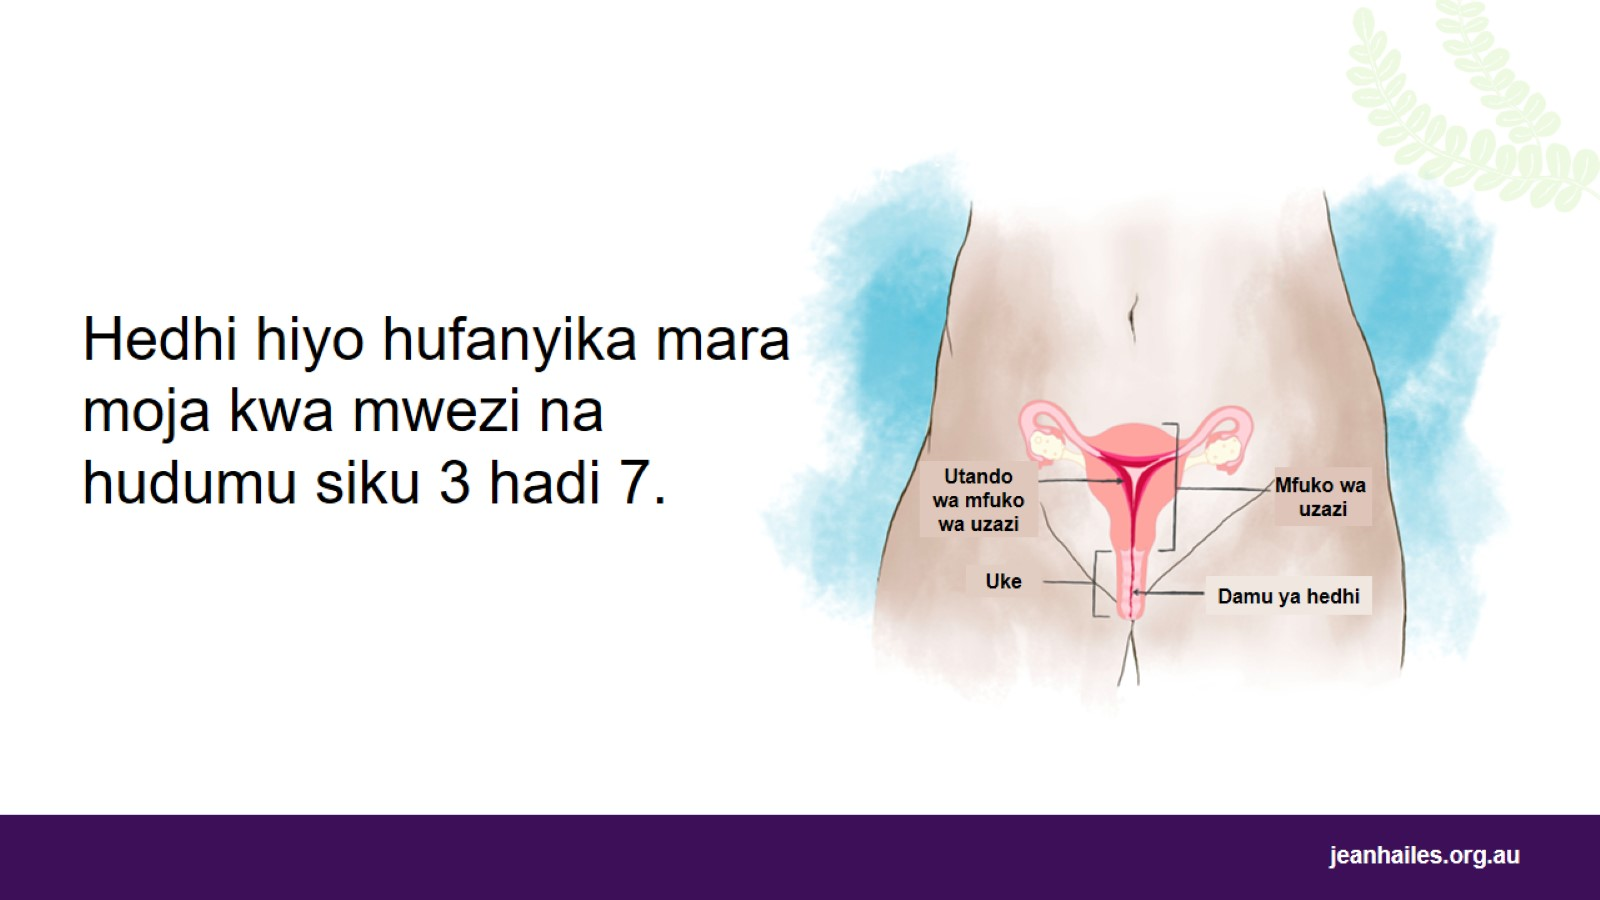 Hedhi hiyo hufanyika mara
moja kwa mwezi na
hudumu siku 3 hadi 7.
Utando
wa mfuko
wa uzazi
Mfuko wa
uzazi
Uke
Damu ya hedhi
jeanhailes.org.au